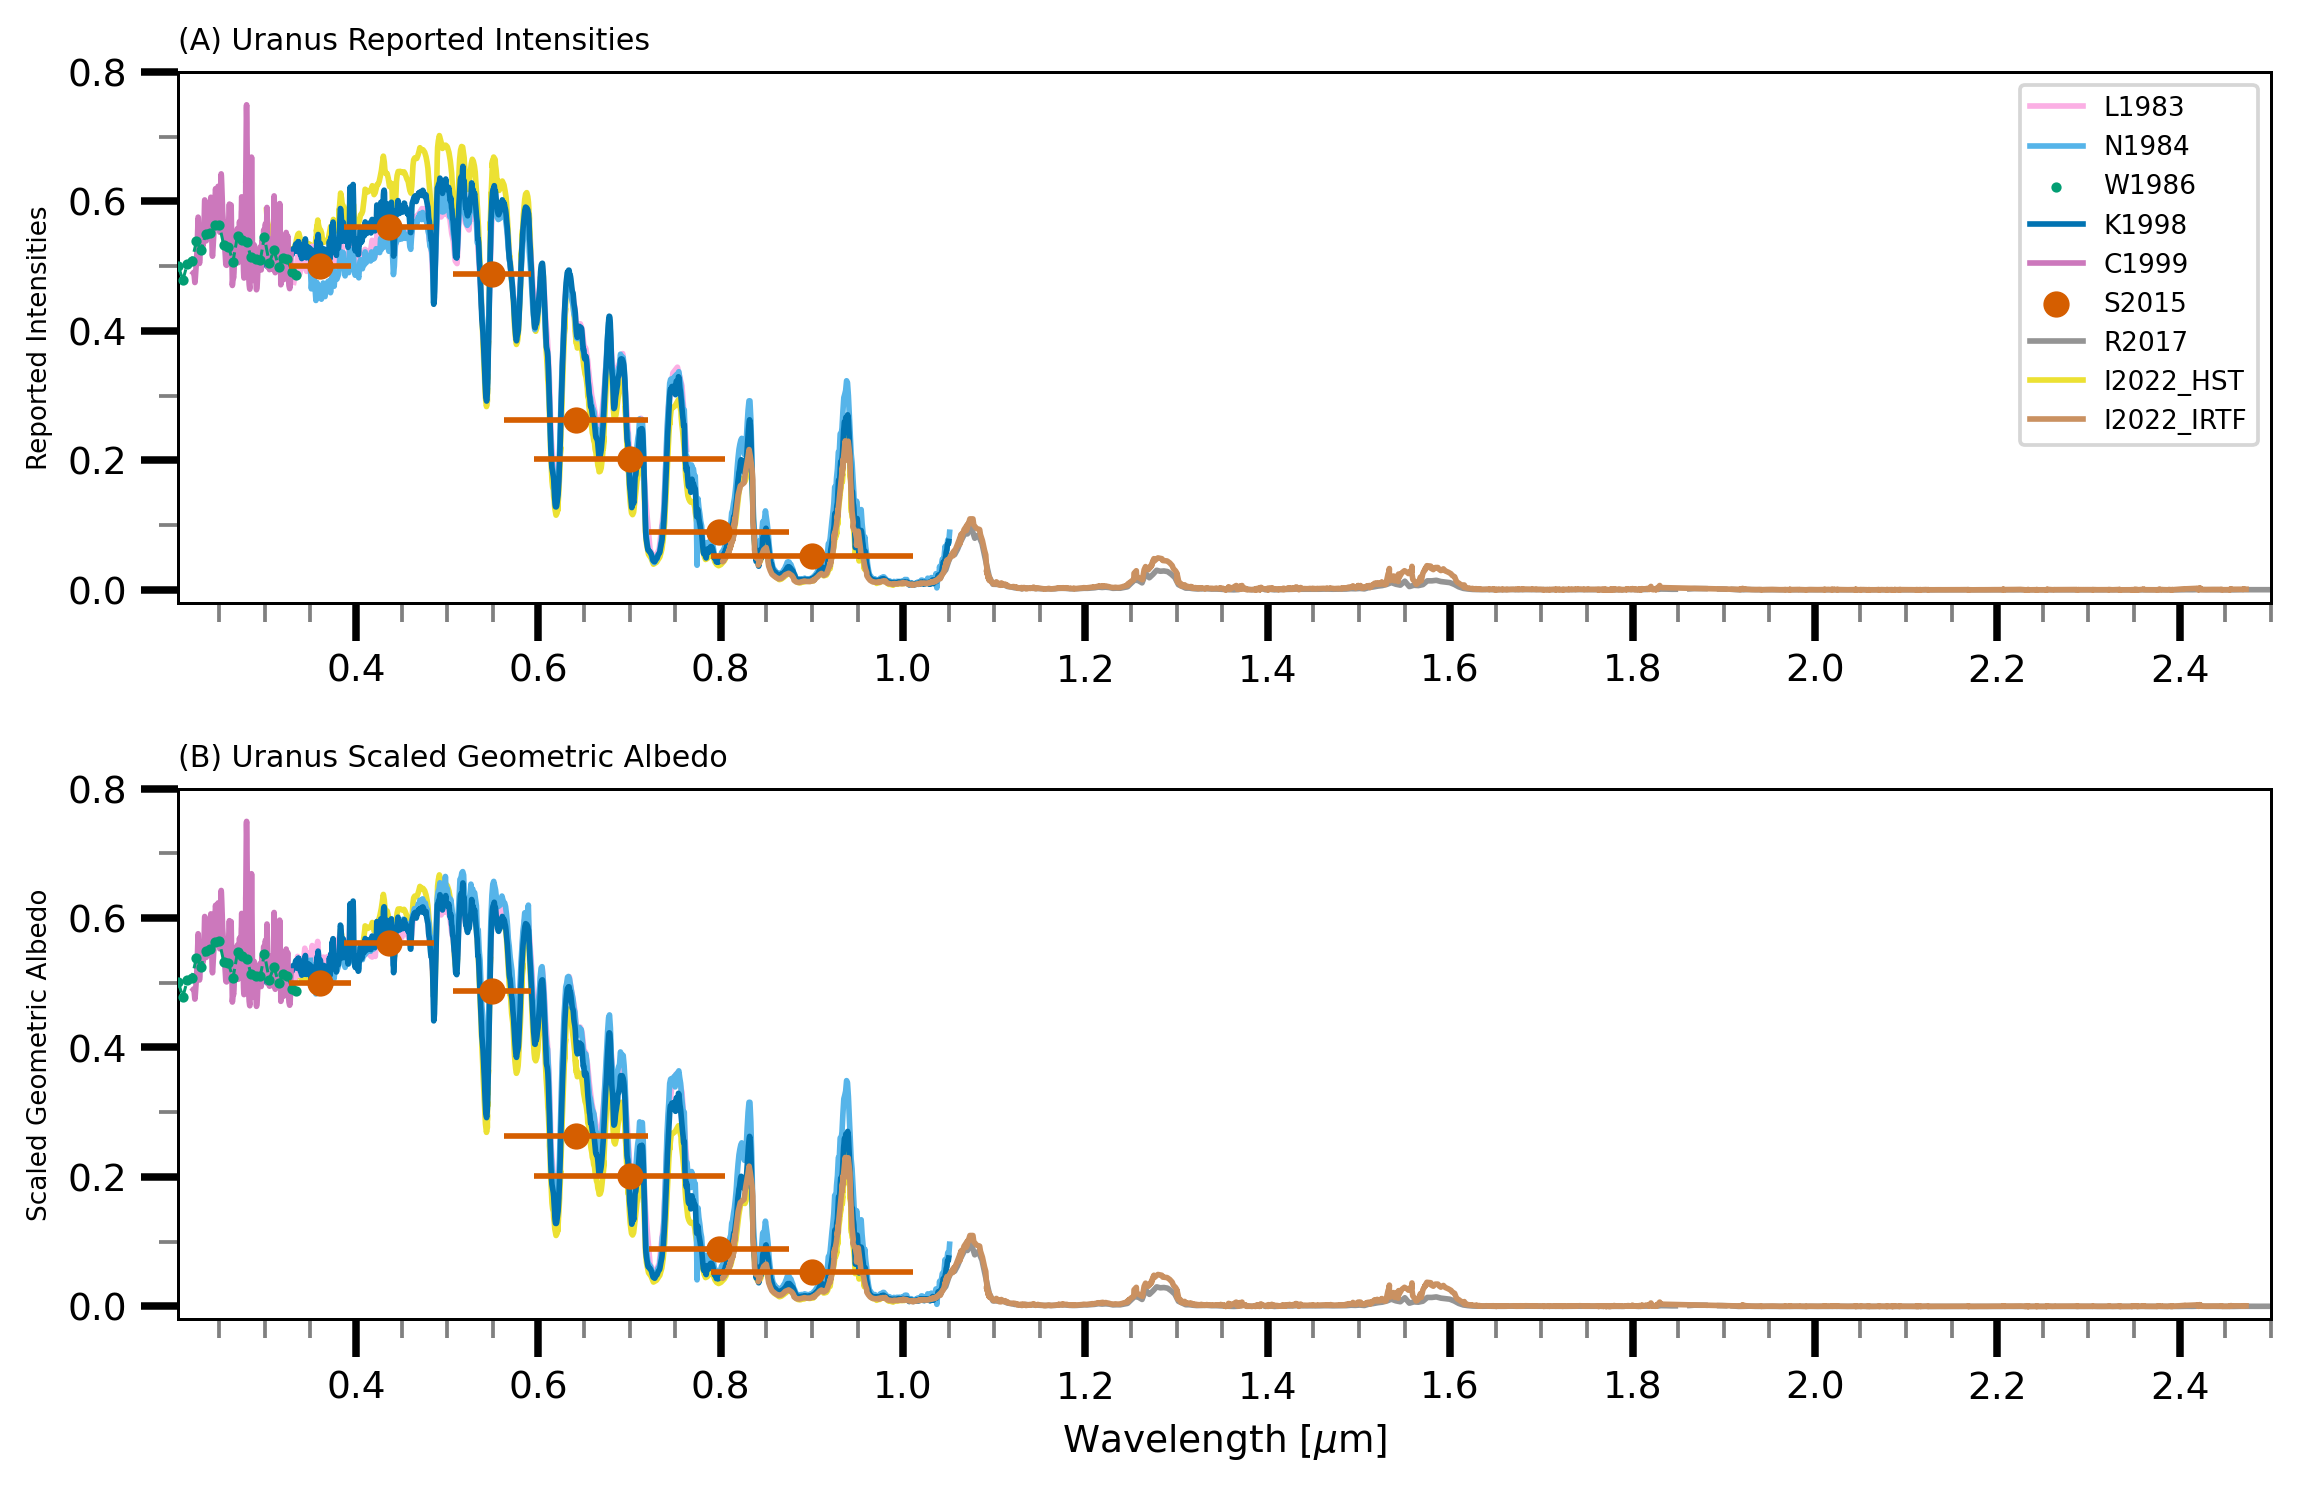 (A) Uranus Reported Intensities
Reported Intensities
0.8
0.6
0.4
0.2
0.0
L1983
N1984
W1986
K1998
C1999
S2015
R2017
I2022_HST
I2022_IRTF
0.4 0.6 0.8 1.0 1.2 1.4 1.6 1.8 2.0 2.2 2.4
(B) Uranus Scaled Geometric Albedo
Scaled Geometric Albedo
0.8
0.6
0.4
0.2
0.0
0.4 0.6 0.8 1.0 1.2 1.4 1.6 1.8 2.0 2.2 2.4
Wavelength [μm]